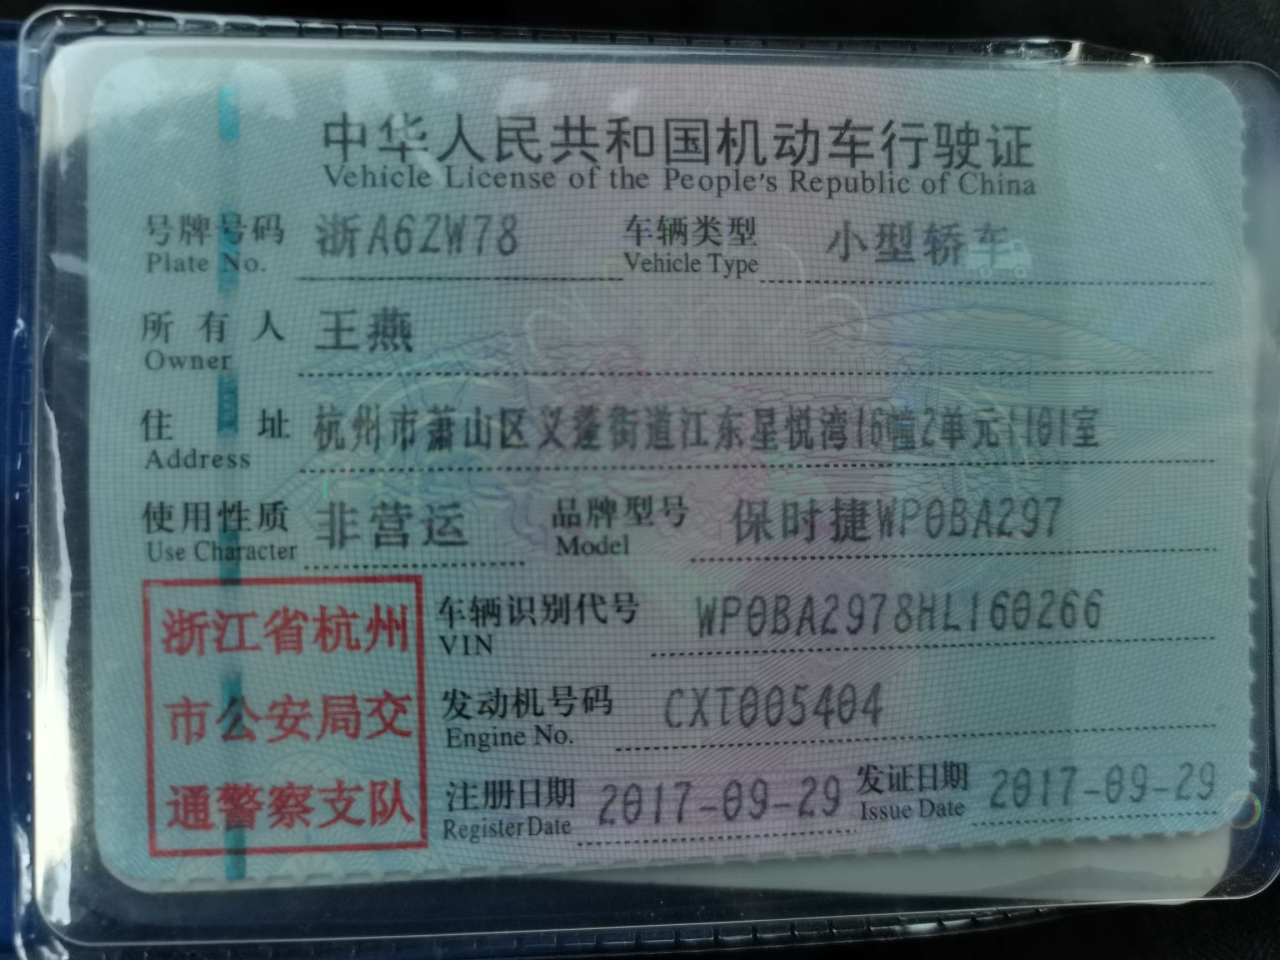 中华人民共和国机动车行驶证
Vehicle License of the People's Republic of China
号牌号码 浙A6ZW78 车辆类型 小型轿车
Plate No. Vehicle Type
所有人 王燕
Owner
住址 杭州市萧山区义蓬街道江东星悦湾16幢2单元1101室
Address
使用性质 非营运 品牌型号 保时捷WP0BA297
Use Character Model
浙江省杭州 车辆识别代号 WP0BA2978HL160266
VIN
市公安局交 发动机号码 CXT005404
Engine No.
通警察支队 注册日期 2017-09-29 发证日期 2017-09-29
Register Date Issue Date